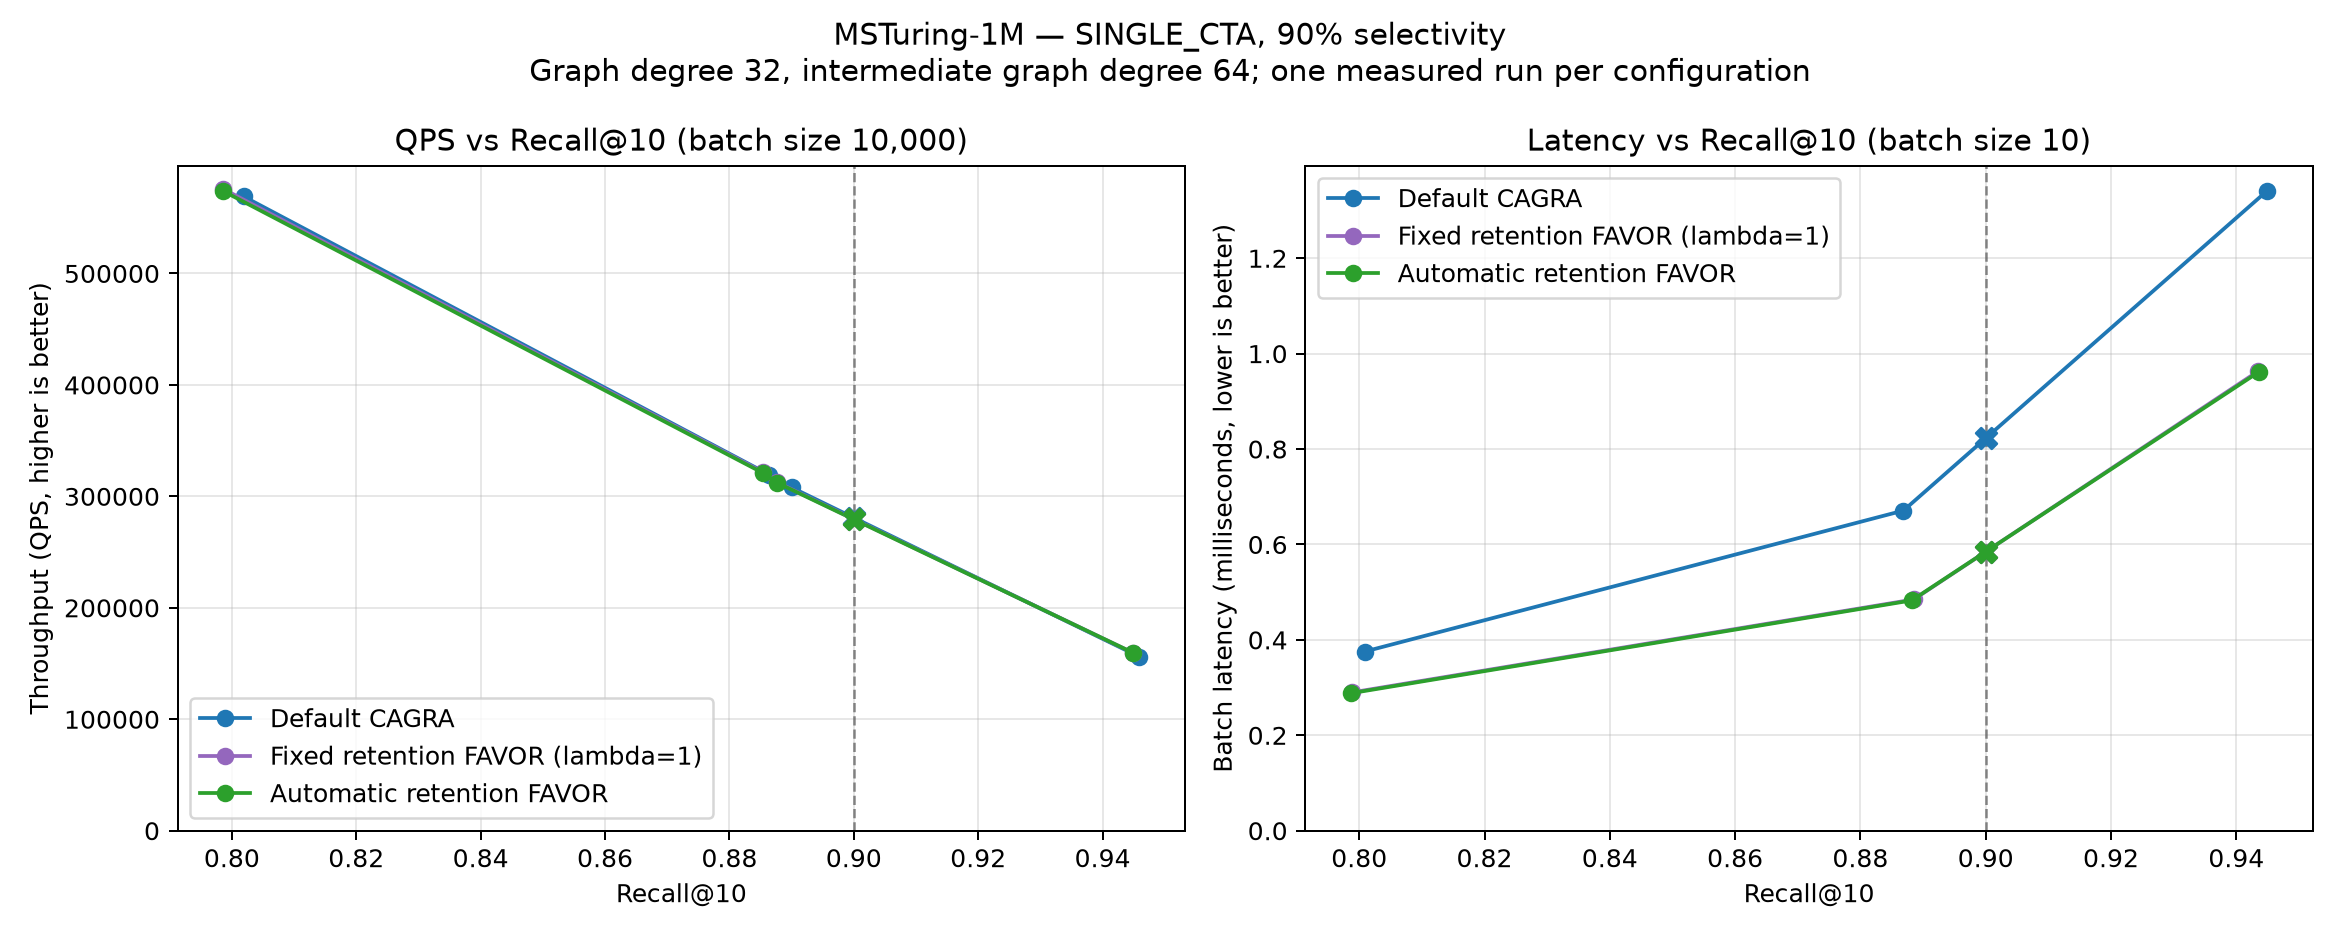 MSTuring-1M — SINGLE_CTA, 90% selectivity
Graph degree 32, intermediate graph degree 64; one measured run per configuration
QPS vs Recall@10 (batch size 10,000)
Throughput (QPS, higher is better)
500000
400000
300000
200000
100000
0
Default CAGRA
Fixed retention FAVOR (lambda=1)
Automatic retention FAVOR
0.80 0.82 0.84 0.86 0.88 0.90 0.92 0.94
Recall@10
Latency vs Recall@10 (batch size 10)
Batch latency (milliseconds, lower is better)
Default CAGRA
Fixed retention FAVOR (lambda=1)
Automatic retention FAVOR
1.2
1.0
0.8
0.6
0.4
0.2
0.0
0.80 0.82 0.84 0.86 0.88 0.90 0.92 0.94
Recall@10